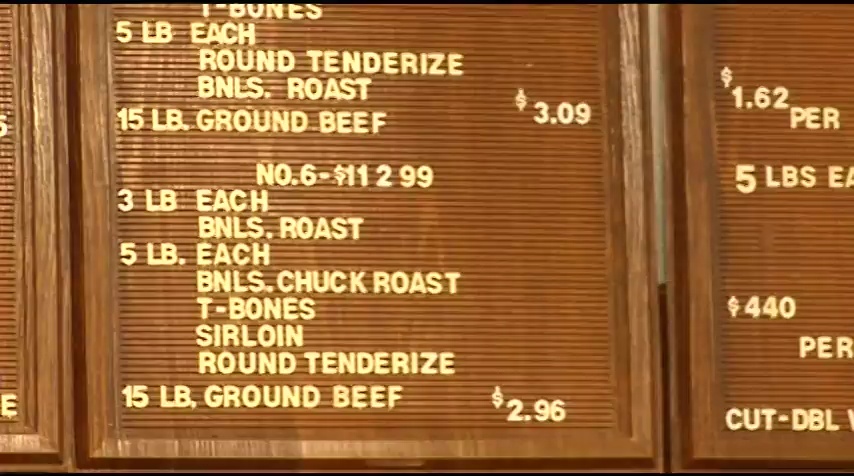 T-BONES
5 LB EACH
ROUND TENDERIZE
BNLS. ROAST
15 LB. GROUND BEEF $3.09
NO.6-$112 99
3 LB EACH
BNLS. ROAST
5 LB. EACH
BNLS. CHUCK ROAST
T-BONES
SIRLOIN
ROUND TENDERIZE
15 LB. GROUND BEEF $2.96
$1.62 PER
5 LBS EA
$440
PER
CUT-DBL